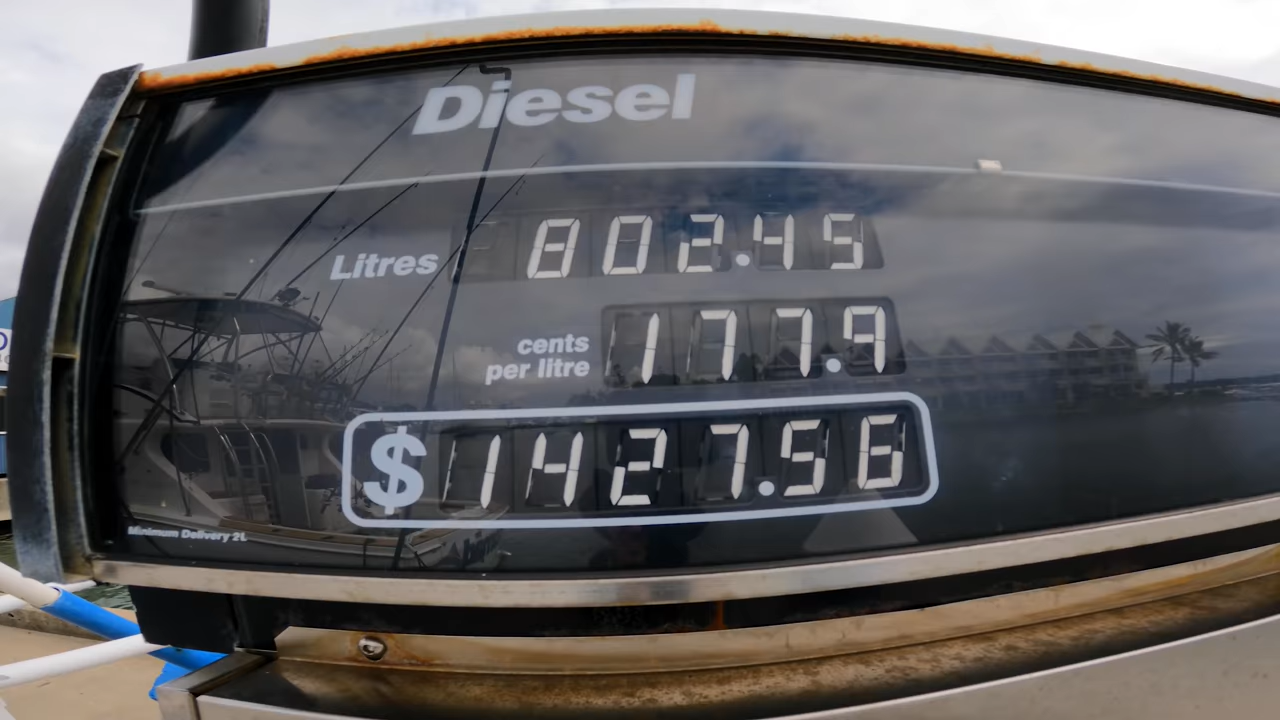 Diesel
Litres 802.45
cents per litre 177.9
$ 1427.56
Minimum Delivery 2L